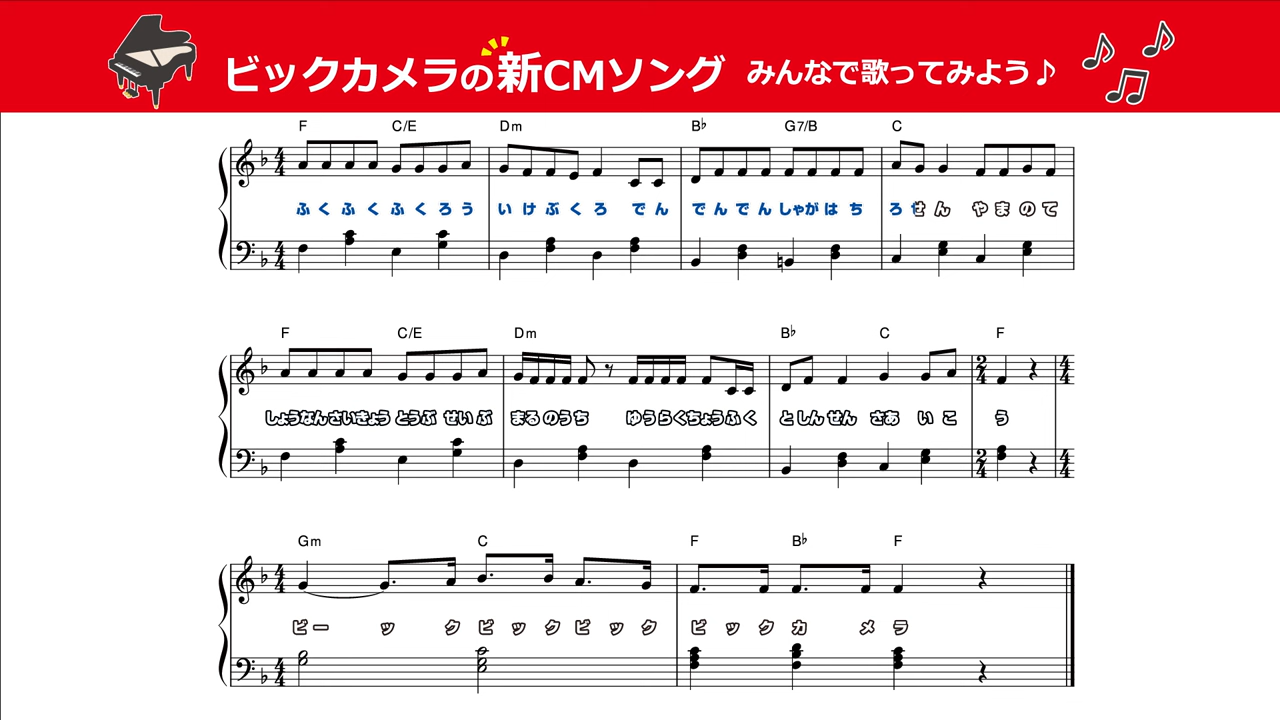 ビックカメラの新CMソング みんなで歌ってみよう♪
F C/E Dm B♭ G7/B C
ふくふくふくろう いけぶくろ でん でんでんしゃがはち ろせん やまのて
F C/E Dm B♭ C F
しょうなんさいきょう とうぶ せいぶ まるのうち ゆうらくちょうふく としんせん さあ いこ う
Gm C F B♭ F
ビー ック ビックビック ビックカ メラ